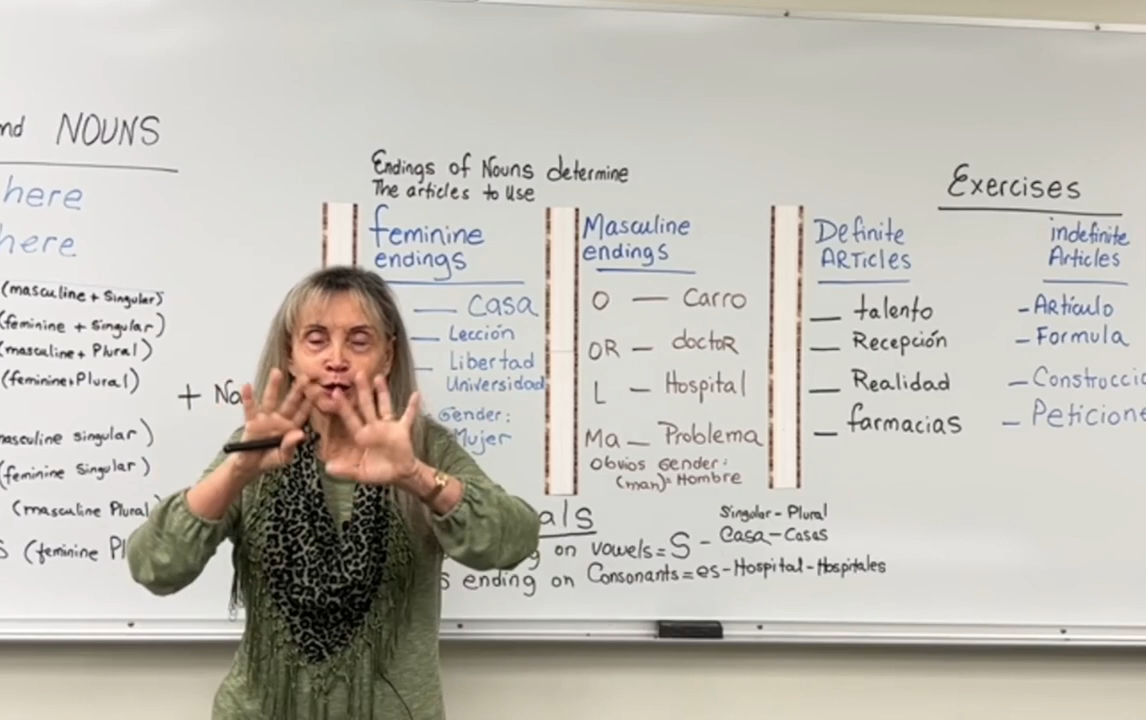 nd NOUNS
here
here
(masculine + Singular)
(feminine + Singular)
(masculine + Plural)
(feminine+Plural)
+ No
masculine singular)
(feminine Singular)
(masculine Plural)
S (feminine Pl
Endings of Nouns determine
The articles to use
feminine
endings
— Casa
— Lección
— Libertad
Universidad
Gender:
Mujer
Masculine
endings
O — Carro
OR — doctoR
L — Hospital
Ma — Problema
Obvios Gender:
(man)= Hombre
als
g on vowels = S - Casa-Casas
Singular - Plural
s ending on Consonants = es - Hospital - Hospitales
Exercises
Definite
ARTicles
— talento
— Recepción
— Realidad
— farmacias
indefinite
Articles
- ARtículo
- Formula
- Construcció
- Peticione